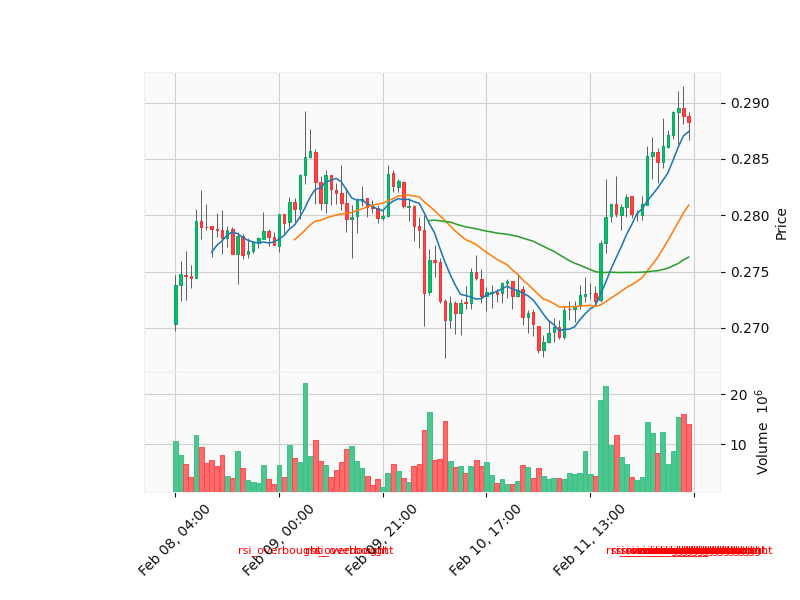 0.290
0.285
0.280
0.275
0.270
Price
20
10
Volume 10⁶
Feb 08, 04:00
Feb 09, 00:00
Feb 09, 21:00
Feb 10, 17:00
Feb 11, 13:00
rsi_overbought